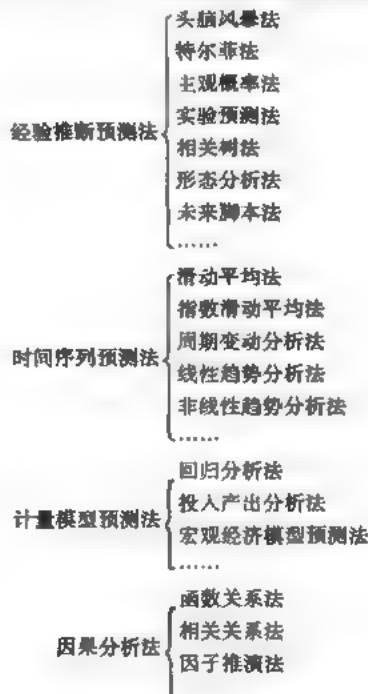 经验推断预测法
头脑风暴法
特尔菲法
主观概率法
实验预测法
相关树法
形态分析法
未来脚本法
……
时间序列预测法
滑动平均法
指数滑动平均法
周期变动分析法
线性趋势分析法
非线性趋势分析法
……
计量模型预测法
回归分析法
投入产出分析法
宏观经济模型预测法
……
因果分析法
函数关系法
相关关系法
因子推演法